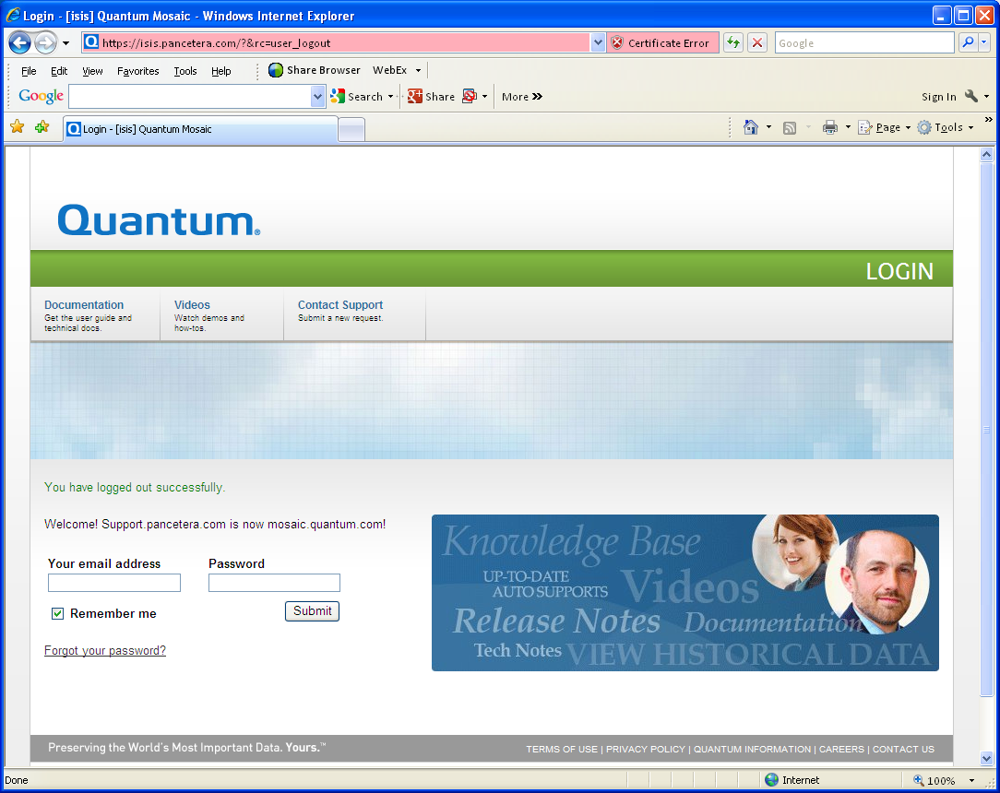 Login - [isis] Quantum Mosaic - Windows Internet Explorer
https://isis.pancetera.com/?&rc=user_logout
Certificate Error
Google
File Edit View Favorites Tools Help
Share Browser WebEx
Google Search Share More »
Sign In
Login - [isis] Quantum Mosaic
Page Tools »
Quantum®
LOGIN
Documentation
Get the user guide and
technical docs.
Videos
Watch demos and
how-tos.
Contact Support
Submit a new request.
You have logged out successfully.
Welcome! Support.pancetera.com is now mosaic.quantum.com!
Your email address Password
Remember me Submit
Forgot your password?
Knowledge Base
UP-TO-DATE
AUTO SUPPORTS
Videos
Release Notes Documentation
Tech Notes VIEW HISTORICAL DATA
Preserving the World's Most Important Data. Yours.™
TERMS OF USE | PRIVACY POLICY | QUANTUM INFORMATION | CAREERS | CONTACT US
Done Internet 100%